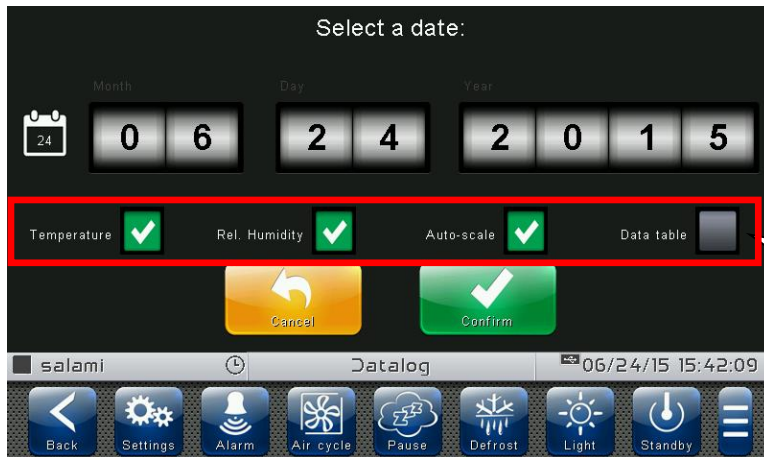 Select a date:
Month Day Year
24 0 6 2 4 2 0 1 5
Temperature Rel. Humidity Auto-scale Data table
Cancel Confirm
salami Datalog 06/24/15 15:42:09
Back Settings Alarm Air cycle Pause Defrost Light Standby